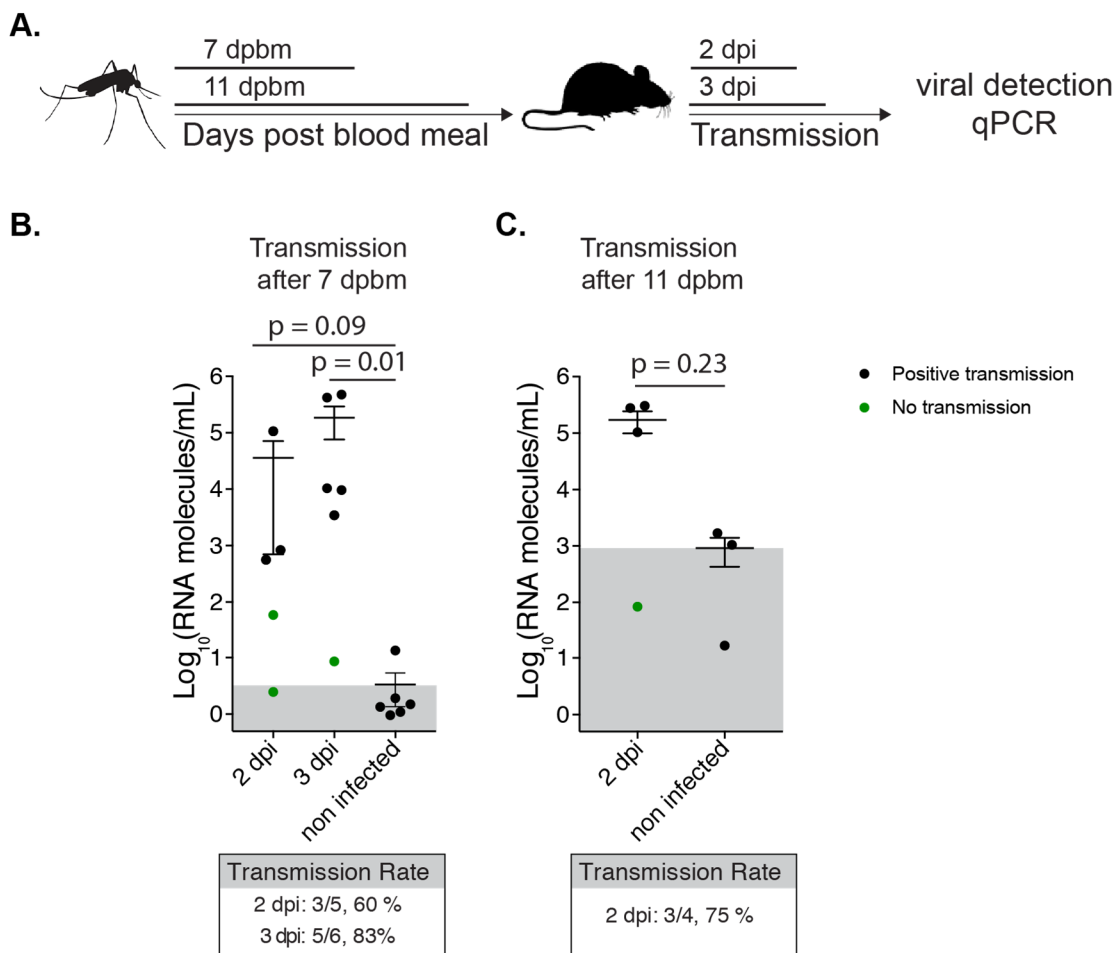 A.
7 dpbm
11 dpbm
Days post blood meal
2 dpi
3 dpi
Transmission
viral detection
qPCR
B.
Transmission
after 7 dpbm
p = 0.09
p = 0.01
Log10(RNA molecules/mL)
6
5
4
3
2
1
0
2 dpi
3 dpi
non infected
Transmission Rate
2 dpi: 3/5, 60 %
3 dpi: 5/6, 83%
C.
Transmission
after 11 dpbm
p = 0.23
Log10(RNA molecules/mL)
6
5
4
3
2
1
0
2 dpi
non infected
Transmission Rate
2 dpi: 3/4, 75 %
Positive transmission
No transmission